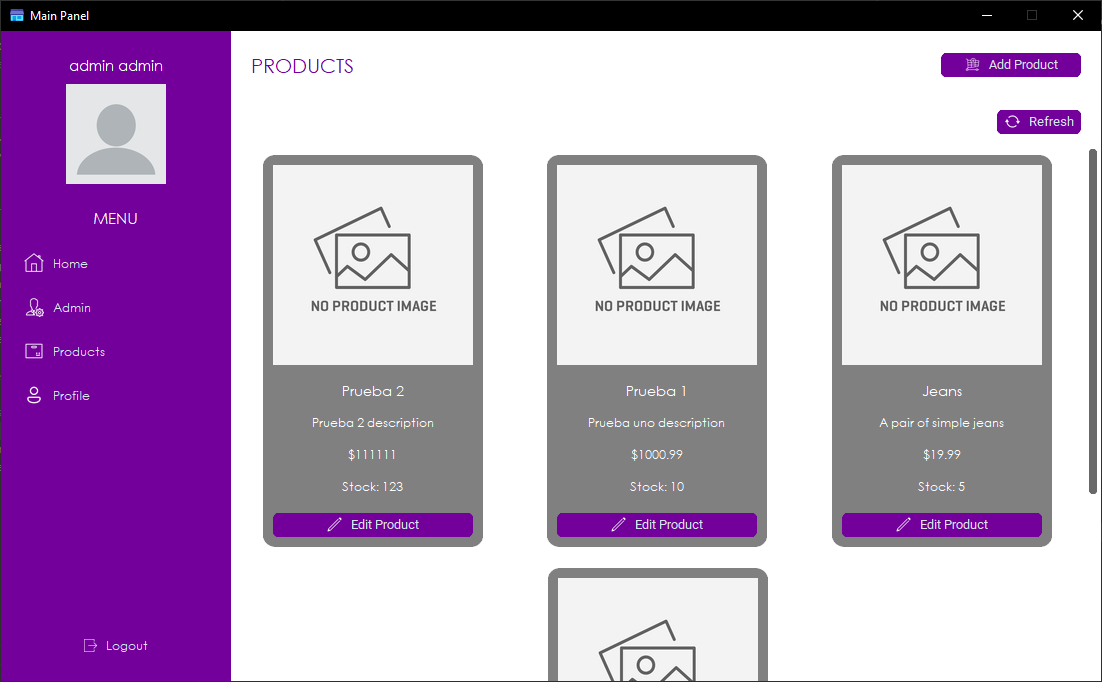 Main Panel
admin admin
MENU
Home
Admin
Products
Profile
Logout
PRODUCTS
Add Product
Refresh
NO PRODUCT IMAGE
Prueba 2
Prueba 2 description
$111111
Stock: 123
Edit Product
NO PRODUCT IMAGE
Prueba 1
Prueba uno description
$1000.99
Stock: 10
Edit Product
NO PRODUCT IMAGE
Jeans
A pair of simple jeans
$19.99
Stock: 5
Edit Product